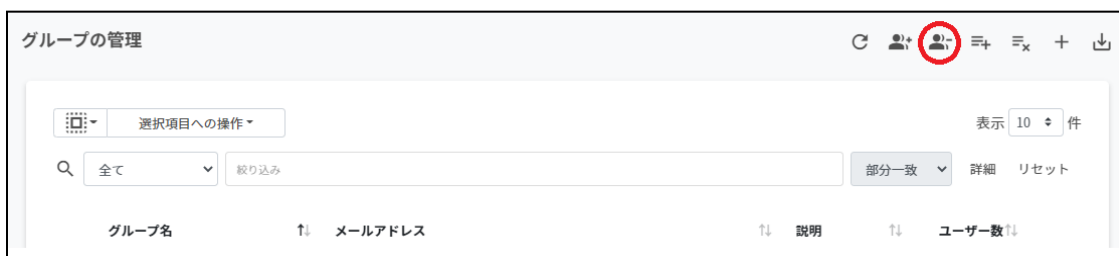 グループの管理
選択項目への操作
表示 10 件
全て 絞り込み 部分一致 詳細 リセット
グループ名 メールアドレス 説明 ユーザー数